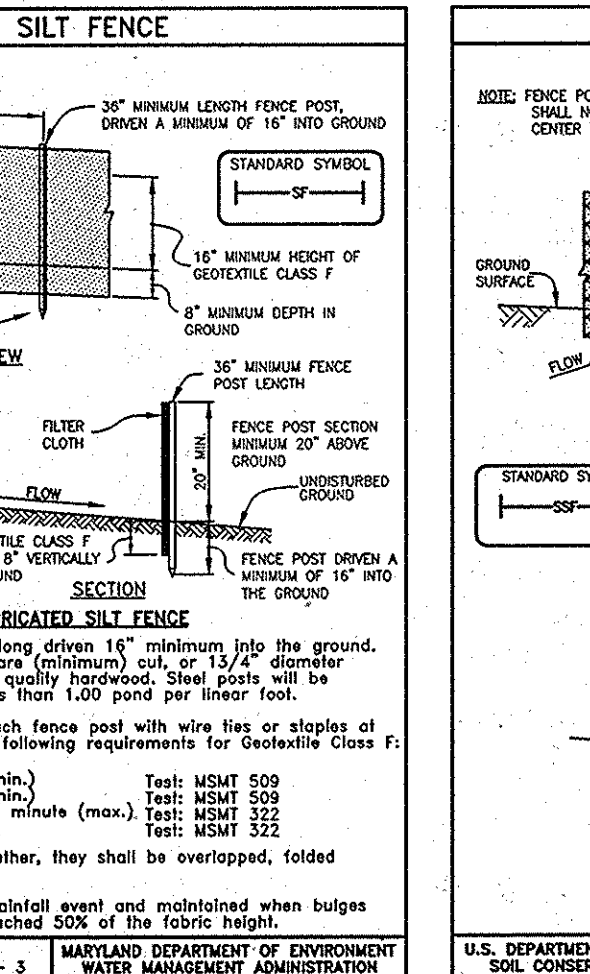 SILT FENCE
36" MINIMUM LENGTH FENCE POST,
DRIVEN A MINIMUM OF 16" INTO GROUND
STANDARD SYMBOL
SF
16" MINIMUM HEIGHT OF
GEOTEXTILE CLASS F
8" MINIMUM DEPTH IN
GROUND
EW
36" MINIMUM FENCE
POST LENGTH
FILTER
CLOTH
20" MIN.
FENCE POST SECTION
MINIMUM 20" ABOVE
GROUND
UNDISTURBED
GROUND
FLOW
TILE CLASS F
8" VERTICALLY
UND
FENCE POST DRIVEN A
MINIMUM OF 16" INTO
THE GROUND
SECTION
RICATED SILT FENCE
long driven 16" minimum into the ground.
are (minimum) cut, or 13/4" diameter
quality hardwood. Steel posts will be
s than 1.00 pond per linear foot.
ch fence post with wire ties or staples at
following requirements for Geotextile Class F:
min.) Test: MSMT 509
min.) Test: MSMT 509
minute (max.) Test: MSMT 322
Test: MSMT 322
ether, they shall be overlapped, folded
ainfall event and maintained when bulges
ached 50% of the fabric height.
- 3
MARYLAND DEPARTMENT OF ENVIRONMENT
WATER MANAGEMENT ADMINISTRATION
NOTE: FENCE PO
SHALL N
CENTER
GROUND
SURFACE
FLOW
STANDARD SY
SSF
U.S. DEPARTMEN
SOIL CONSER